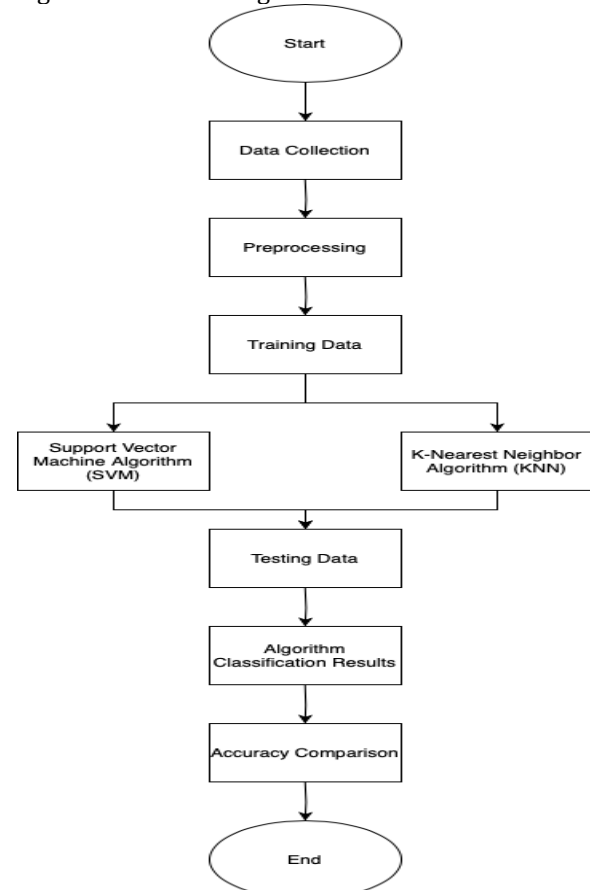 Start
Data Collection
Preprocessing
Training Data
Support Vector
Machine Algorithm
(SVM)
K-Nearest Neighbor
Algorithm (KNN)
Testing Data
Algorithm
Classification Results
Accuracy Comparison
End